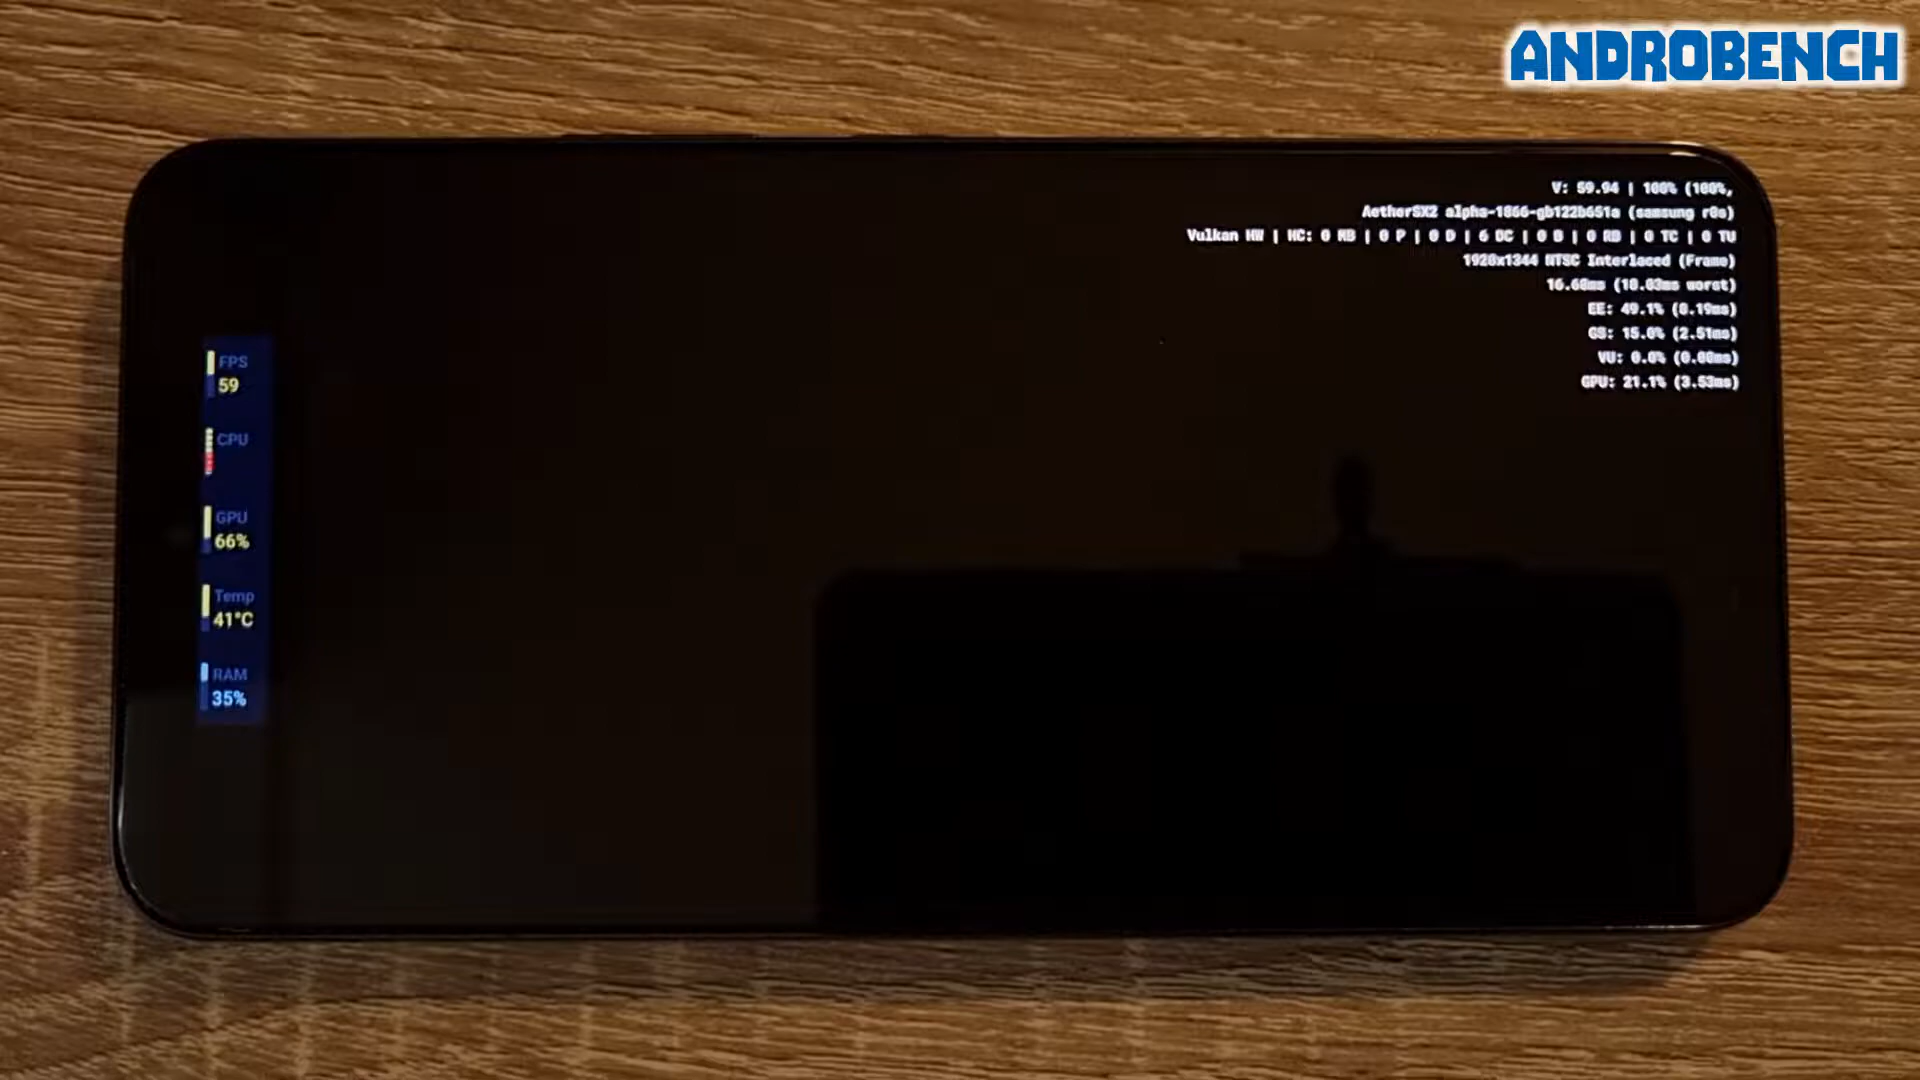 ANDROBENCH
V: 59.94 | 100% (100%,
AetherSX2 alpha-1866-gb122b651a (samsung r0s)
Vulkan HW | HC: 0 MB | 0 P | 0 D | 6 DC | 0 B | 0 RB | 0 TC | 0 TU
1920x1344 NTSC Interlaced (Frame)
16.68ms (18.03ms worst)
EE: 49.1% (8.19ms)
GS: 15.0% (2.51ms)
VU: 0.0% (0.00ms)
GPU: 21.1% (3.53ms)
FPS
59
CPU
GPU
66%
Temp
41°C
RAM
35%